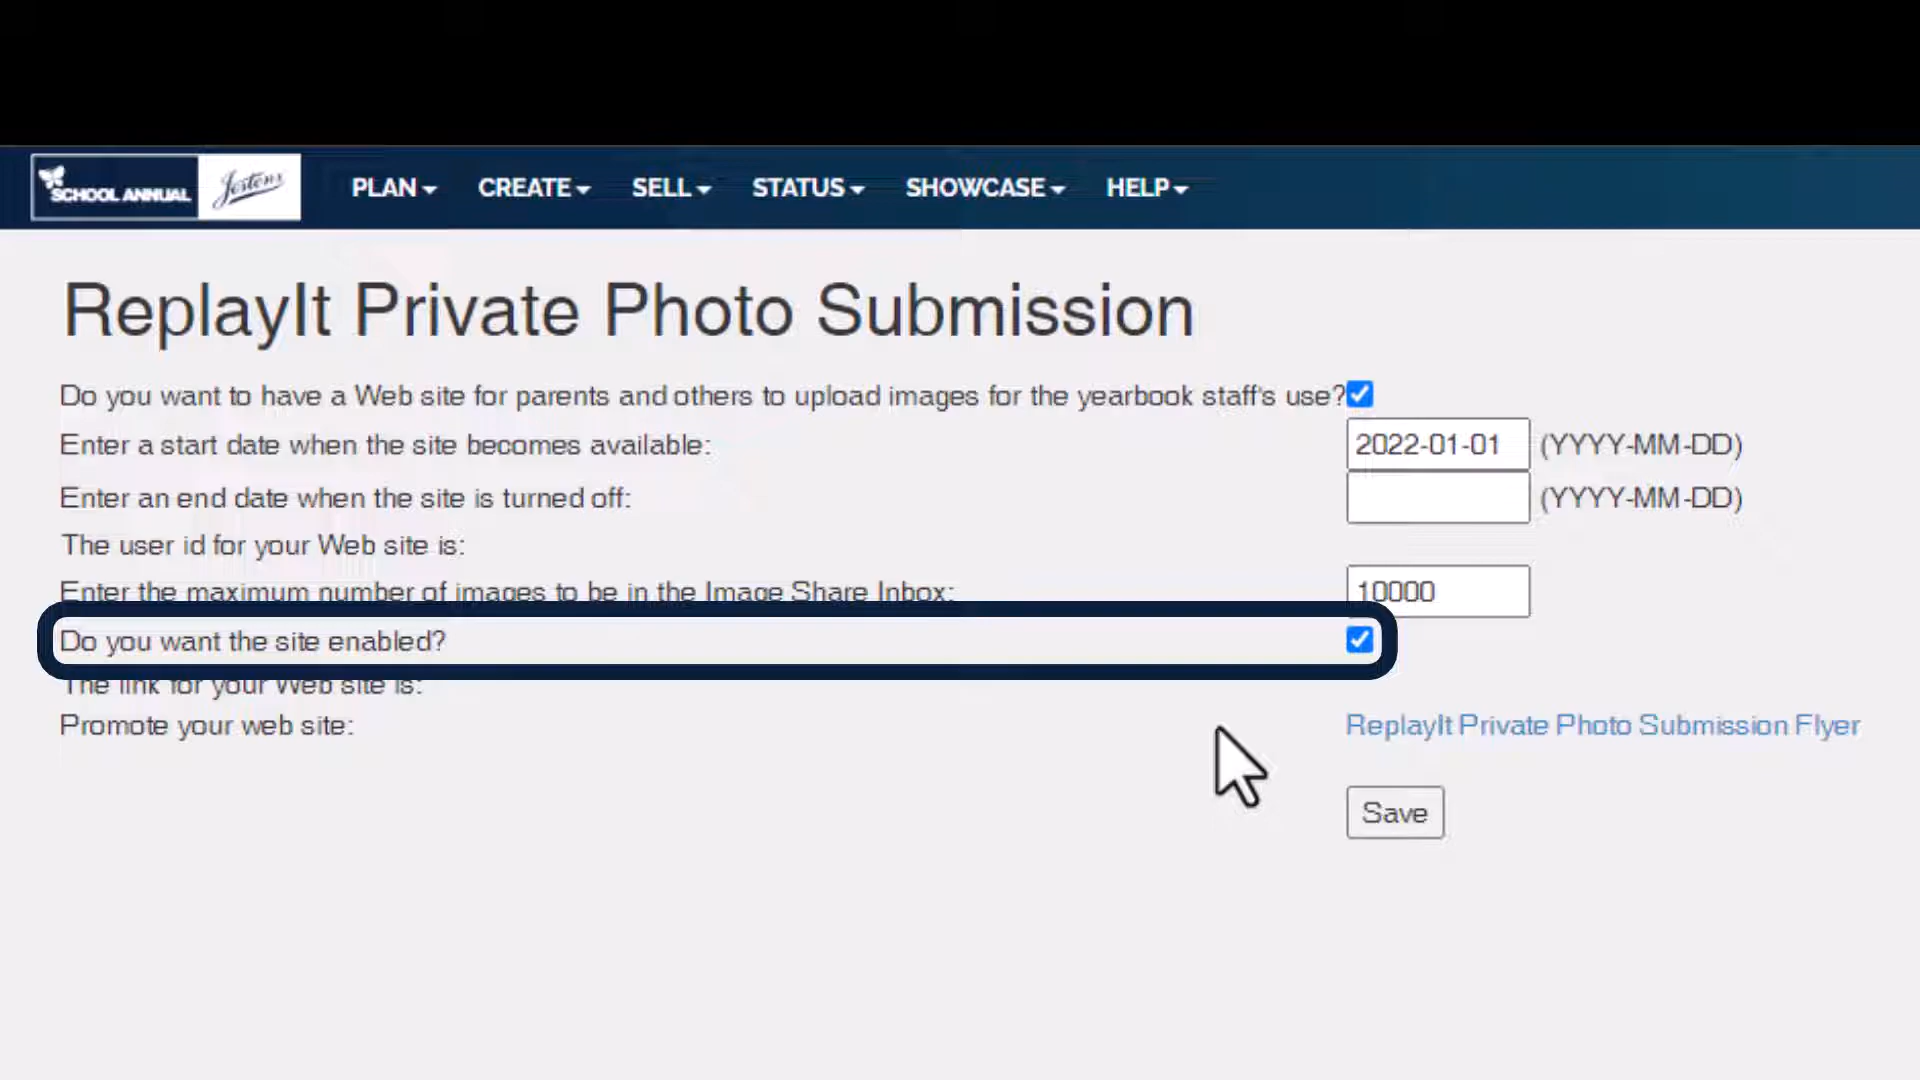 SCHOOL ANNUAL Jostens PLAN CREATE SELL STATUS SHOWCASE HELP
ReplayIt Private Photo Submission
Do you want to have a Web site for parents and others to upload images for the yearbook staff's use?
Enter a start date when the site becomes available: 2022-01-01 (YYYY-MM-DD)
Enter an end date when the site is turned off: (YYYY-MM-DD)
The user id for your Web site is:
Enter the maximum number of images to be in the Image Share Inbox: 10000
Do you want the site enabled?
The link for your Web site is:
Promote your web site: ReplayIt Private Photo Submission Flyer
Save